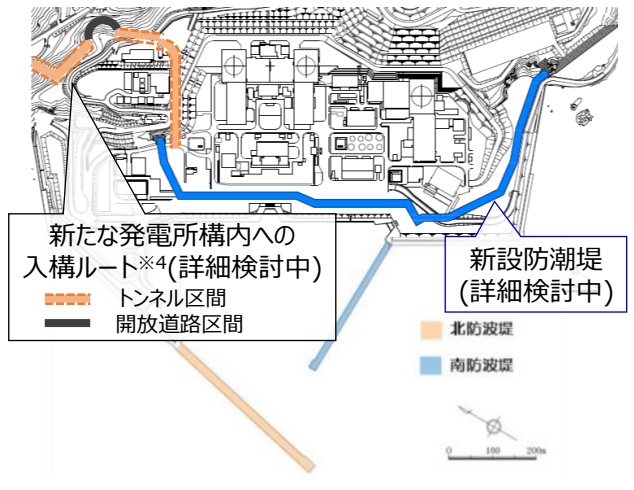 新たな発電所構内への
入構ルート※4(詳細検討中)
トンネル区間
開放道路区間
新設防潮堤
(詳細検討中)
北防波堤
南防波堤
0 100 200m